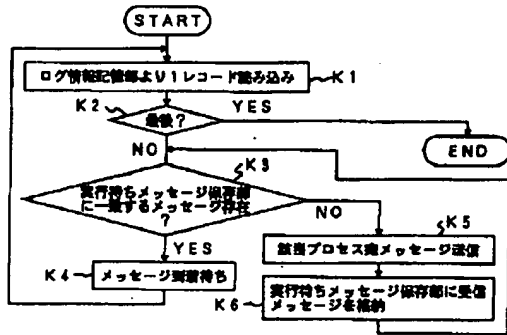 START
ログ情報記憶部より1レコード読み込み
K1
K2
YES
最後?
NO
END
K3
実行待ちメッセージ保存部
に一致するメッセージ存在
?
NO
K5
YES
該当プロセス宛メッセージ送信
K4
メッセージ到着待ち
実行待ちメッセージ保存部に受信
メッセージを格納
K6